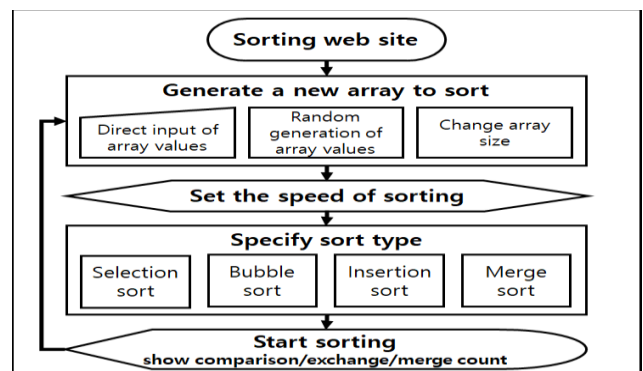 Sorting web site
Generate a new array to sort
Direct input of
array values
Random
generation of
array values
Change array
size
Set the speed of sorting
Specify sort type
Selection
sort
Bubble
sort
Insertion
sort
Merge
sort
Start sorting
show comparison/exchange/merge count